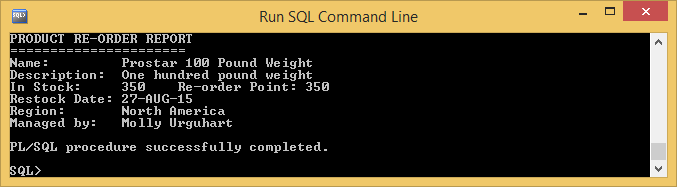 Run SQL Command Line
PRODUCT RE-ORDER REPORT
======================
Name: Prostar 100 Pound Weight
Description: One hundred pound weight
In Stock: 350 Re-order Point: 350
Restock Date: 27-AUG-15
Region: North America
Managed by: Molly Urguhart
PL/SQL procedure successfully completed.
SQL>